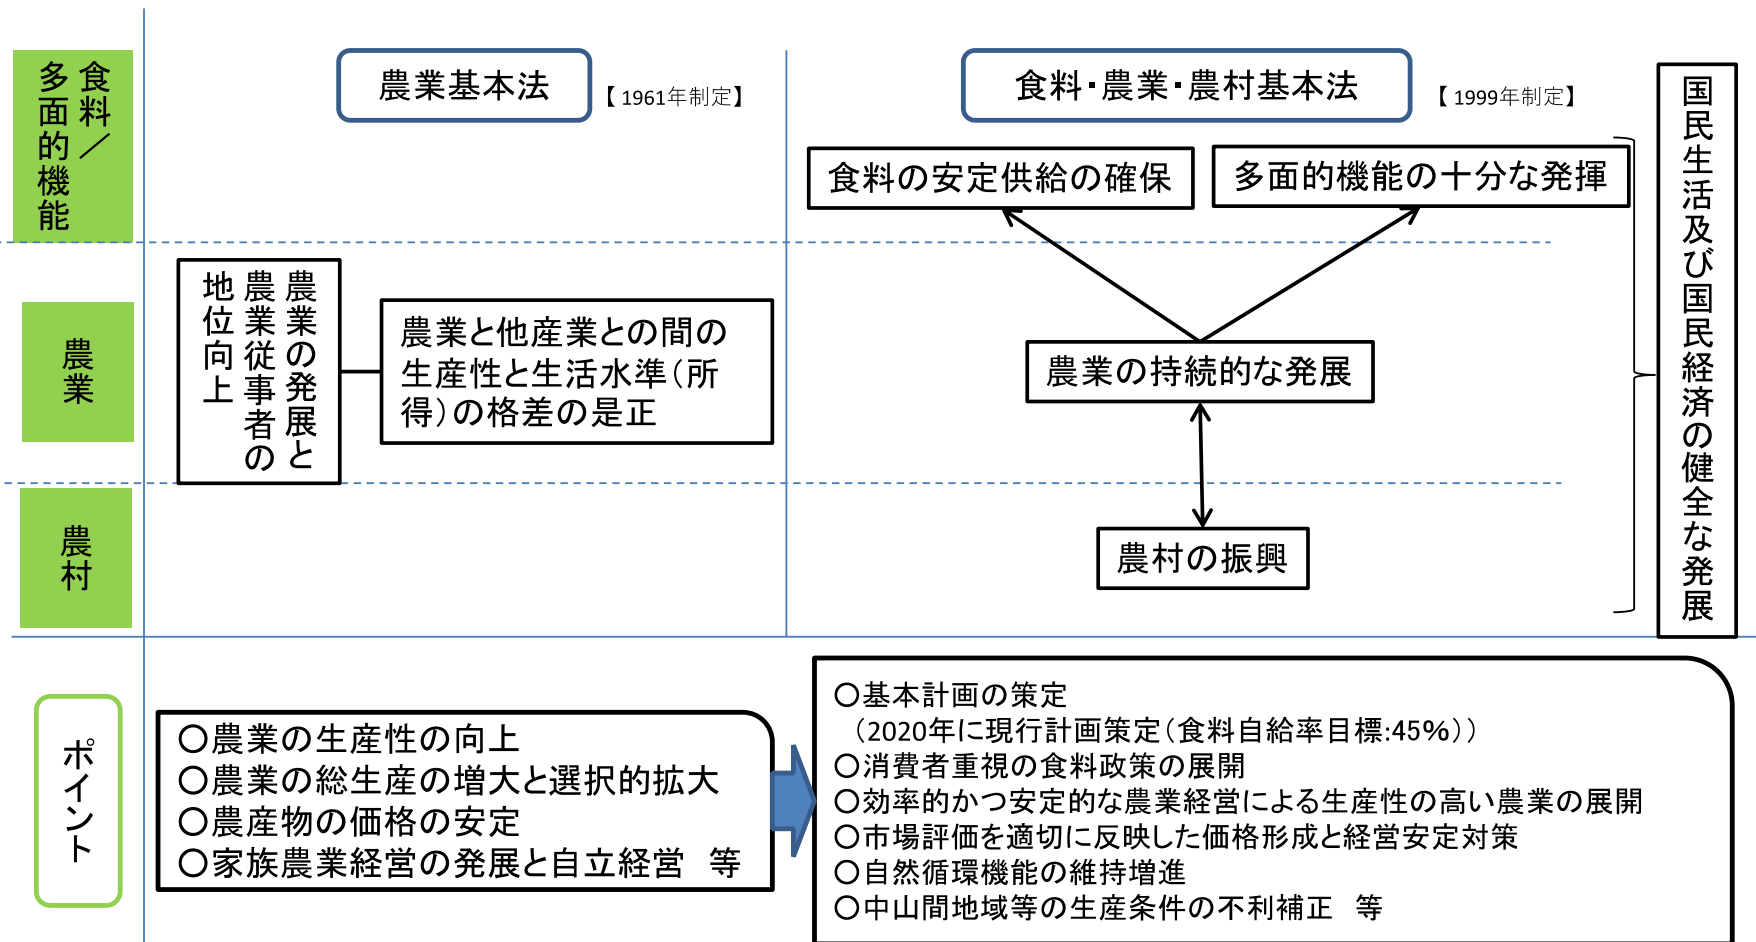 食料／
多面的機能
農業基本法
【 1961年制定】
食料・農業・農村基本法
【 1999年制定】
食料の安定供給の確保
多面的機能の十分な発揮
国民生活及び国民経済の健全な発展
農業
農業の発展と
農業従事者の
地位向上
農業と他産業との間の
生産性と生活水準（所
得）の格差の是正
農業の持続的な発展
農村
農村の振興
ポイント
○農業の生産性の向上
○農業の総生産の増大と選択的拡大
○農産物の価格の安定
○家族農業経営の発展と自立経営　等
○基本計画の策定
（2020年に現行計画策定（食料自給率目標:45%））
○消費者重視の食料政策の展開
○効率的かつ安定的な農業経営による生産性の高い農業の展開
○市場評価を適切に反映した価格形成と経営安定対策
○自然循環機能の維持増進
○中山間地域等の生産条件の不利補正　等